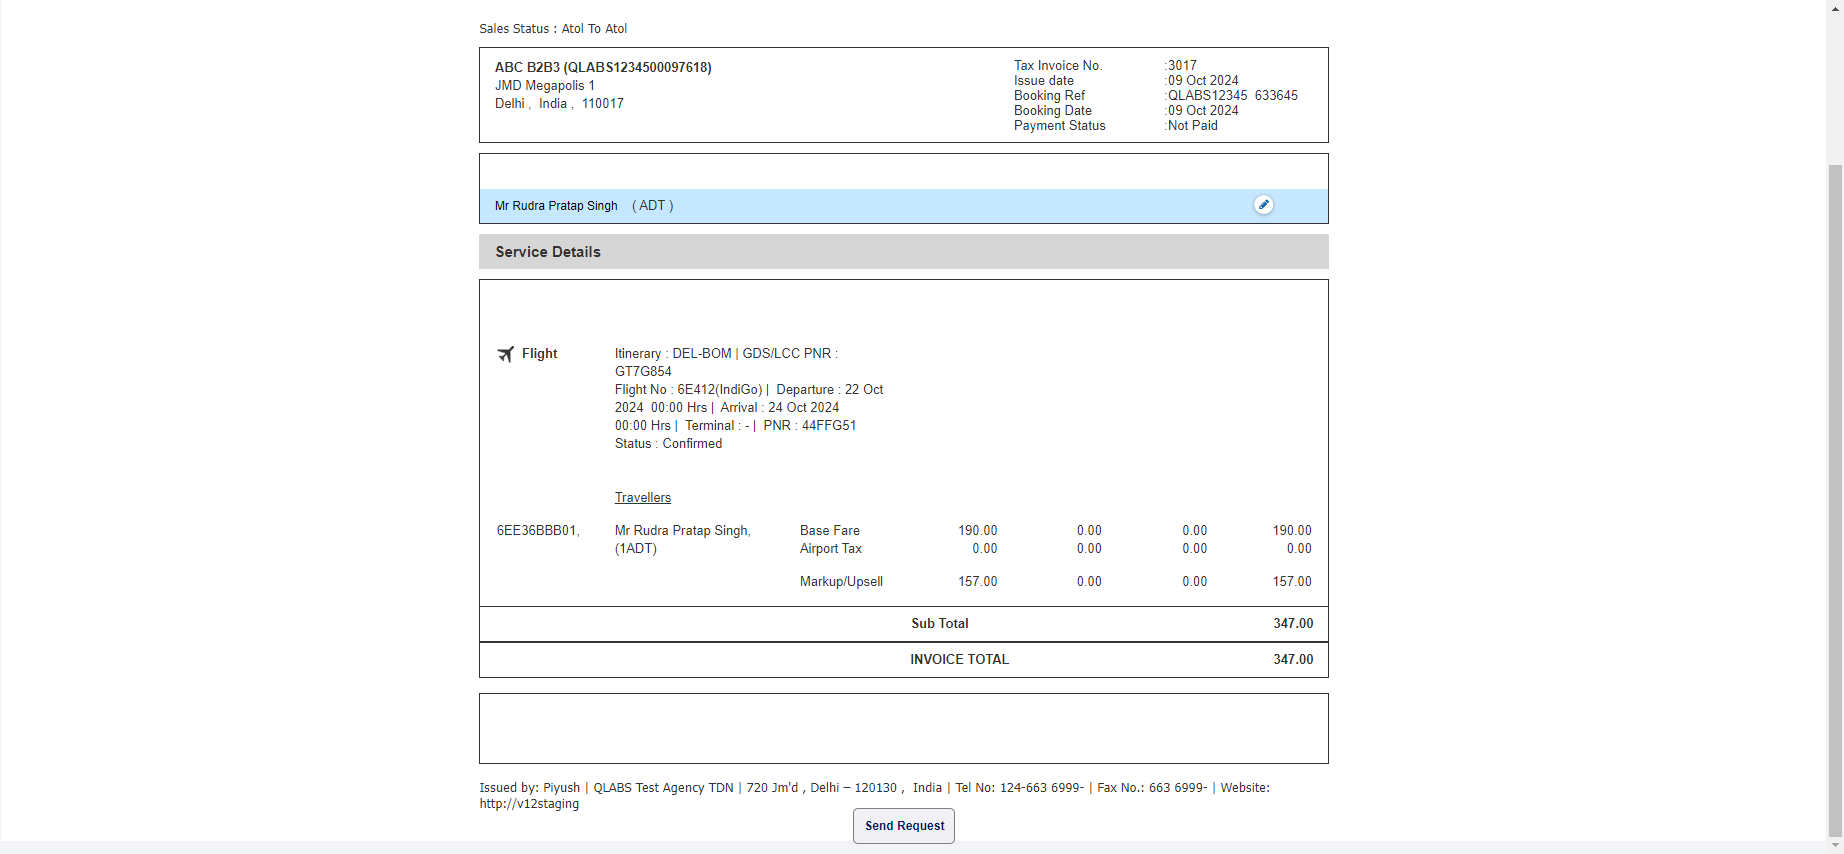 Sales Status : Atol To Atol
ABC B2B3 (QLABS1234500097618)
JMD Megapolis 1
Delhi , India , 110017
Tax Invoice No. :3017
Issue date :09 Oct 2024
Booking Ref :QLABS12345 633645
Booking Date :09 Oct 2024
Payment Status :Not Paid
Mr Rudra Pratap Singh ( ADT )
Service Details
Flight
Itinerary : DEL-BOM | GDS/LCC PNR :
GT7G854
Flight No : 6E412(IndiGo) | Departure : 22 Oct
2024 00:00 Hrs | Arrival : 24 Oct 2024
00:00 Hrs | Terminal : - | PNR : 44FFG51
Status : Confirmed
Travellers
6EE36BBB01, Mr Rudra Pratap Singh, Base Fare 190.00 0.00 0.00 190.00
(1ADT) Airport Tax 0.00 0.00 0.00 0.00
Markup/Upsell 157.00 0.00 0.00 157.00
Sub Total 347.00
INVOICE TOTAL 347.00
Issued by: Piyush | QLABS Test Agency TDN | 720 Jm'd , Delhi – 120130 , India | Tel No: 124-663 6999- | Fax No.: 663 6999- | Website:
http://v12staging
Send Request